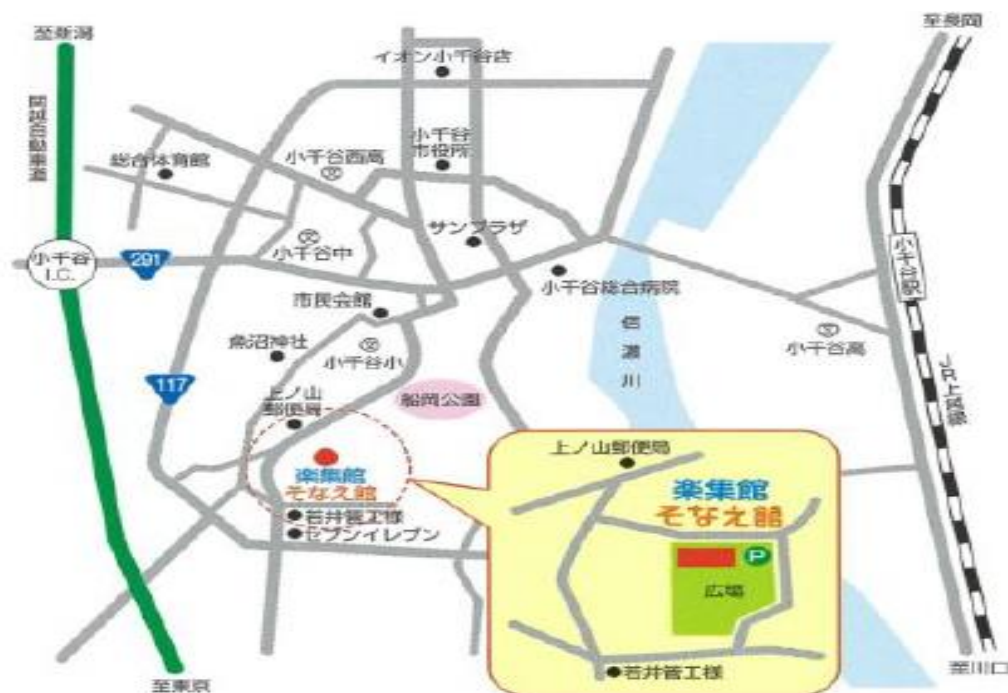 至新潟
至長岡
関越自動車道
イオン小千谷店
小千谷
市役所
総合体育館
小千谷西高
文
サンプラザ
文
小千谷中
小千谷
I.C.
291
小千谷駅
小千谷総合病院
市民会館
信濃川
文
小千谷高
魚沼神社
文
小千谷小
JR上越線
117
船岡公園
上ノ山
郵便局
楽集館
そなえ館
若井管工様
セブンイレブン
上ノ山郵便局
楽集館
そなえ館
P
広場
若井管工様
至東京
至川口